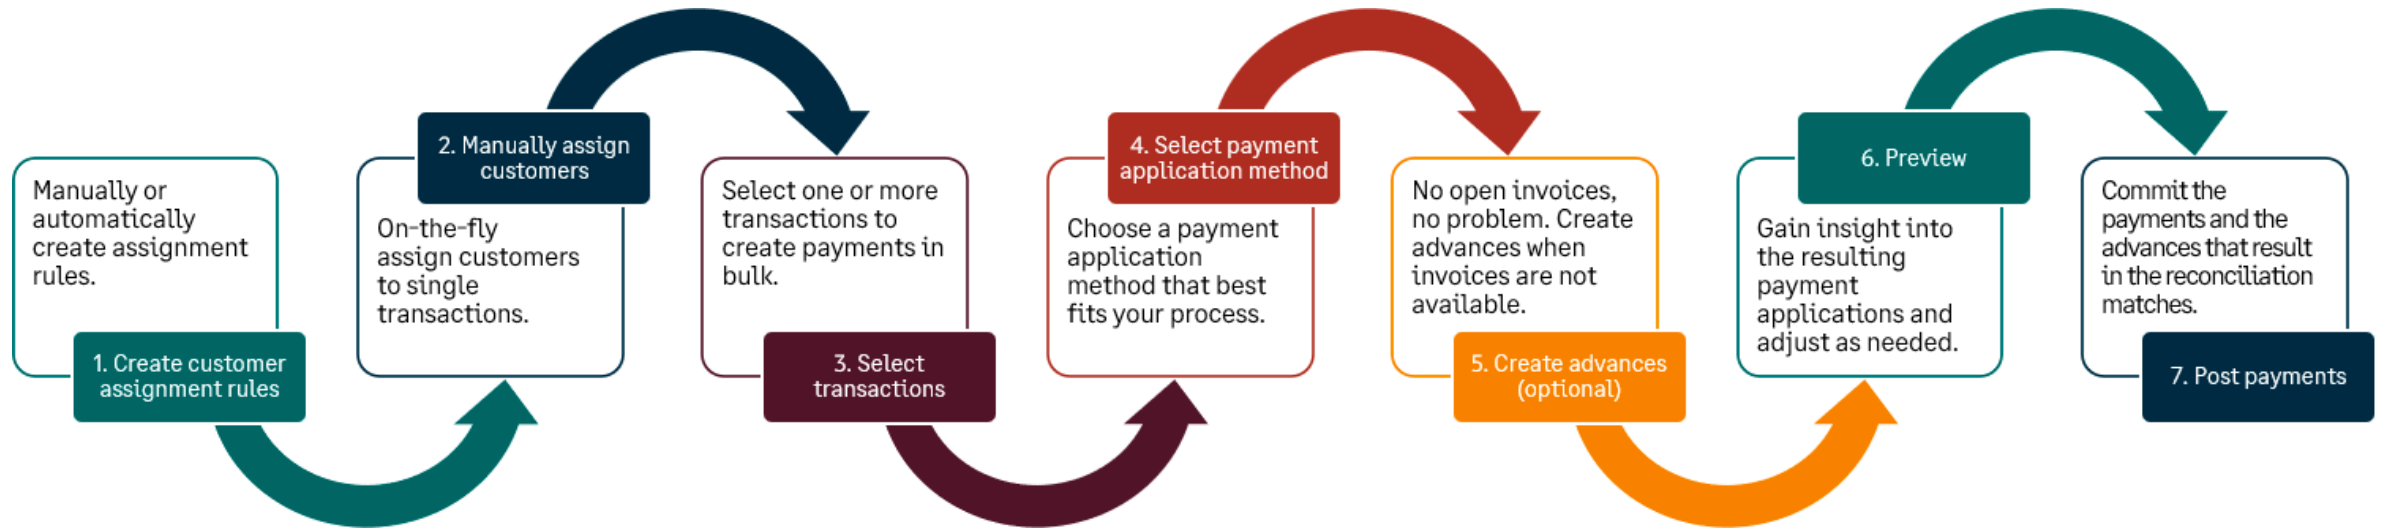 Manually or
automatically
create assignment
rules.
1. Create customer
assignment rules
2. Manually assign
customers
On-the-fly
assign customers
to single
transactions.
Select one or more
transactions to
create payments in
bulk.
3. Select
transactions
4. Select payment
application method
Choose a payment
application
method that best
fits your process.
No open invoices,
no problem. Create
advances when
invoices are not
available.
5. Create advances
(optional)
6. Preview
Gain insight into
the resulting
payment
applications and
adjust as needed.
Commit the
payments and the
advances that result
in the reconciliation
matches.
7. Post payments